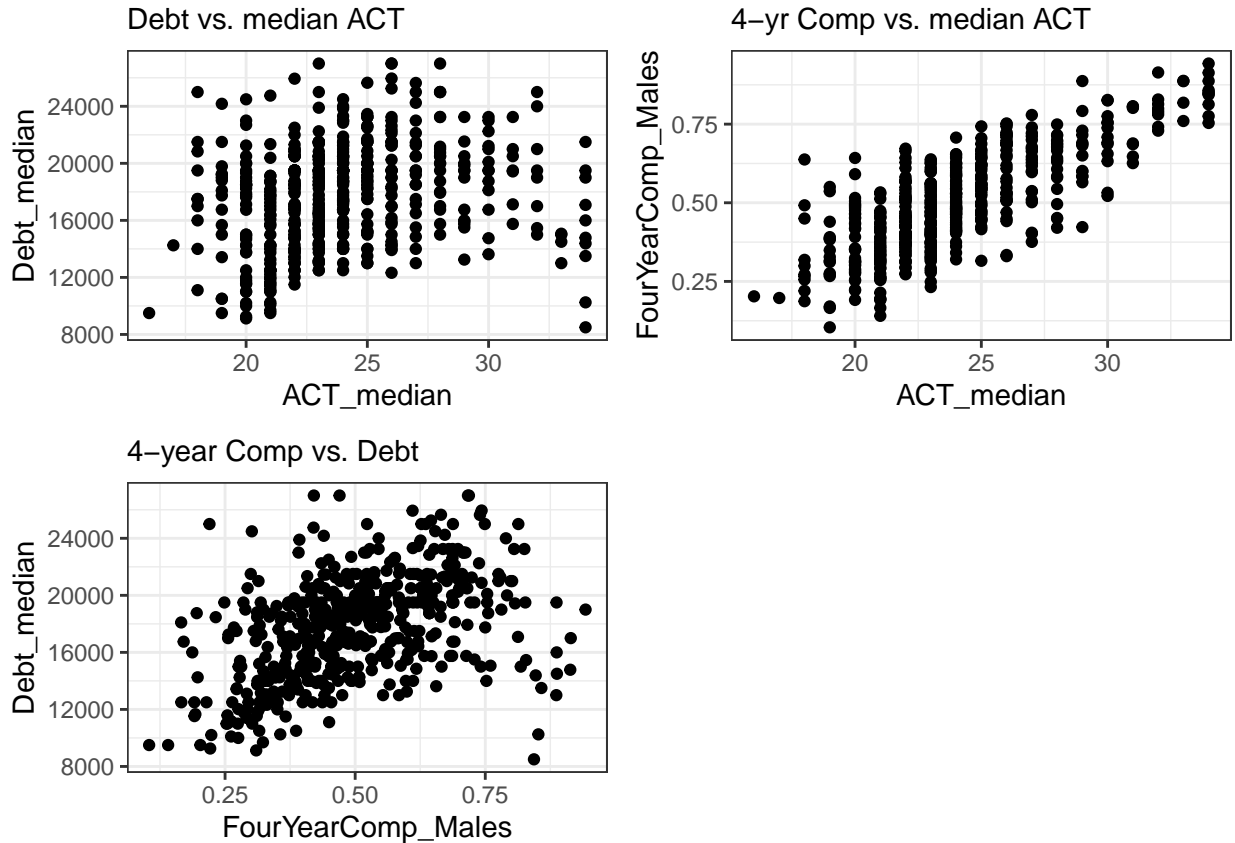 Debt vs. median ACT
Debt_median
24000
20000
16000
12000
8000
20 25 30
ACT_median
4−yr Comp vs. median ACT
FourYearComp_Males
0.75
0.50
0.25
20 25 30
ACT_median
4−year Comp vs. Debt
Debt_median
24000
20000
16000
12000
8000
0.25 0.50 0.75
FourYearComp_Males